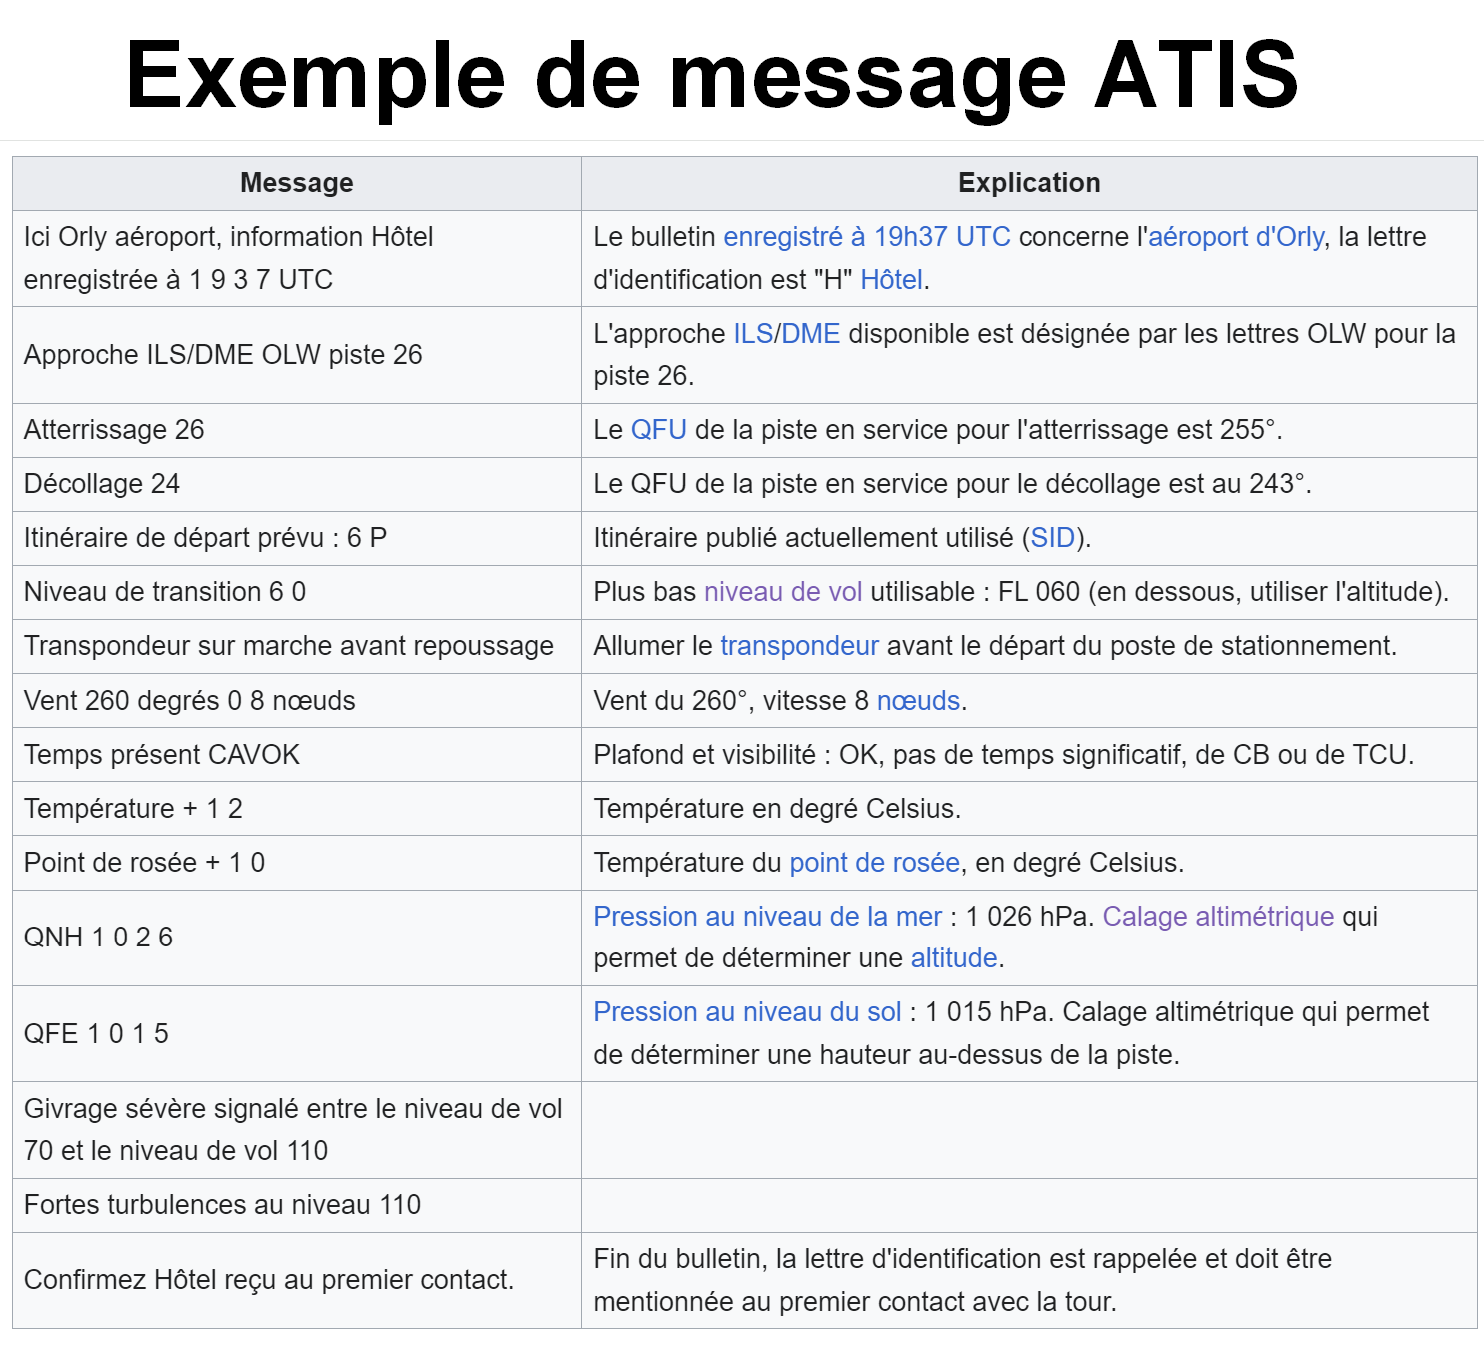 Exemple de message ATIS
Message
Explication
Ici Orly aéroport, information Hôtel
enregistrée à 1 9 3 7 UTC
Le bulletin enregistré à 19h37 UTC concerne l'aéroport d'Orly, la lettre
d'identification est "H" Hôtel.
Approche ILS/DME OLW piste 26
L'approche ILS/DME disponible est désignée par les lettres OLW pour la
piste 26.
Atterrissage 26
Le QFU de la piste en service pour l'atterrissage est 255°.
Décollage 24
Le QFU de la piste en service pour le décollage est au 243°.
Itinéraire de départ prévu : 6 P
Itinéraire publié actuellement utilisé (SID).
Niveau de transition 6 0
Plus bas niveau de vol utilisable : FL 060 (en dessous, utiliser l'altitude).
Transpondeur sur marche avant repoussage
Allumer le transpondeur avant le départ du poste de stationnement.
Vent 260 degrés 0 8 nœuds
Vent du 260°, vitesse 8 nœuds.
Temps présent CAVOK
Plafond et visibilité : OK, pas de temps significatif, de CB ou de TCU.
Température + 1 2
Température en degré Celsius.
Point de rosée + 1 0
Température du point de rosée, en degré Celsius.
QNH 1 0 2 6
Pression au niveau de la mer : 1 026 hPa. Calage altimétrique qui
permet de déterminer une altitude.
QFE 1 0 1 5
Pression au niveau du sol : 1 015 hPa. Calage altimétrique qui permet
de déterminer une hauteur au-dessus de la piste.
Givrage sévère signalé entre le niveau de vol
70 et le niveau de vol 110
Fortes turbulences au niveau 110
Confirmez Hôtel reçu au premier contact.
Fin du bulletin, la lettre d'identification est rappelée et doit être
mentionnée au premier contact avec la tour.